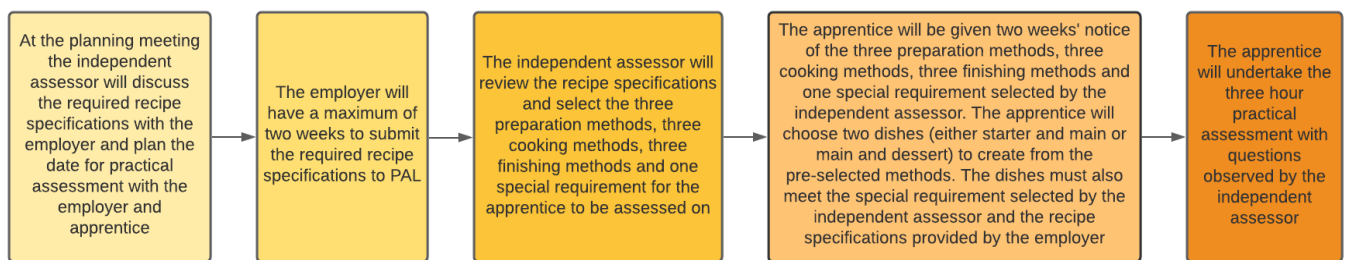 At the planning meeting
the independent
assessor will discuss
the required recipe
specifications with the
employer and plan the
date for practical
assessment with the
employer and
apprentice
The employer will
have a maximum of
two weeks to submit
the required recipe
specifications to PAL
The independent assessor will
review the recipe specifications
and select the three
preparation methods, three
cooking methods, three
finishing methods and one
special requirement for the
apprentice to be assessed on
The apprentice will be given two weeks' notice
of the three preparation methods, three
cooking methods, three finishing methods and
one special requirement selected by the
independent assessor. The apprentice will
choose two dishes (either starter and main or
main and dessert) to create from the
pre-selected methods. The dishes must also
meet the special requirement selected by the
independent assessor and the recipe
specifications provided by the employer
The apprentice
will undertake the
three hour
practical
assessment with
questions
observed by the
independent
assessor